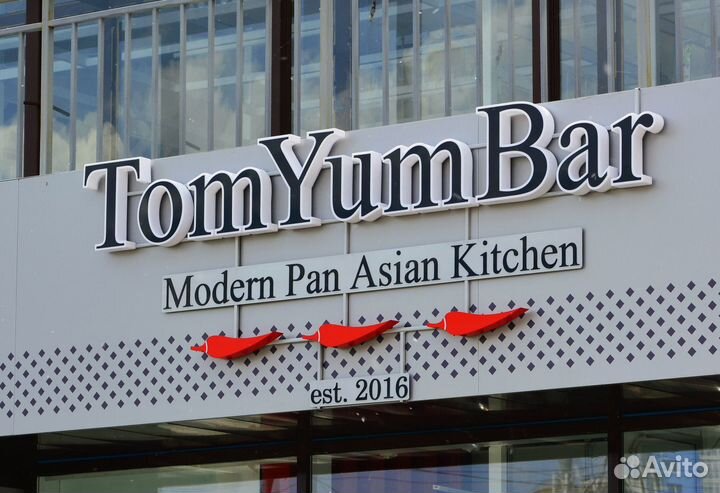 TomYumBar
Modern Pan Asian Kitchen
est. 2016
Avito